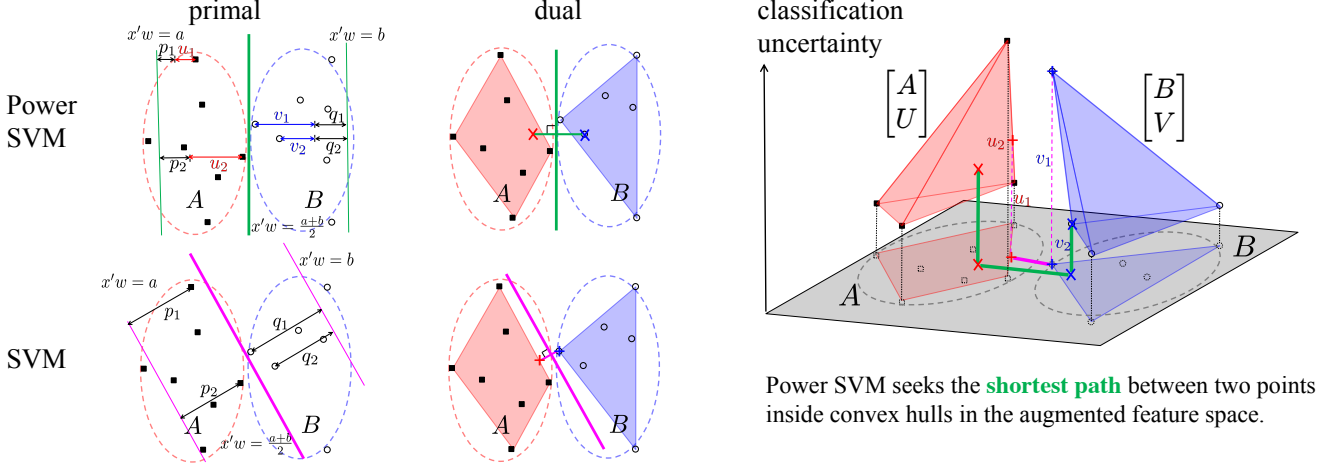 primal
dual
classification
uncertainty
Power
SVM
x'w = a
x'w = b
p₁
u₁
v₁
q₁
v₂
q₂
p₂
u₂
A
B
x'w = a+b/2
A
B
[A U]
[B V]
u₂
v₁
u₁
v₂
A
B
SVM
x'w = a
x'w = b
p₁
q₁
q₂
p₂
A
B
x'w = a+b/2
A
B
Power SVM seeks the shortest path between two points
inside convex hulls in the augmented feature space.